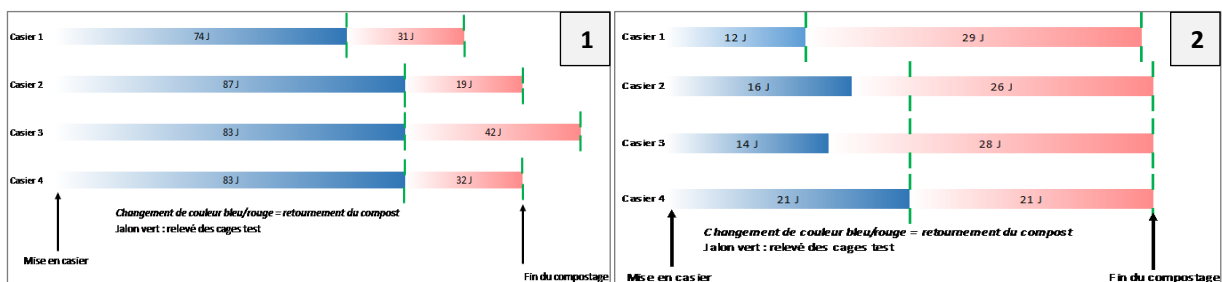 1
Casier 1 74 J 31 J
Casier 2 87 J 19 J
Casier 3 83 J 42 J
Casier 4 83 J 32 J
Changement de couleur bleu/rouge = retournement du compost
Jalon vert : relevé des cages test
Mise en casier
Fin du compostage
2
Casier 1 12 J 29 J
Casier 2 16 J 26 J
Casier 3 14 J 28 J
Casier 4 21 J 21 J
Changement de couleur bleu/rouge = retournement du compost
Jalon vert : relevé des cages test
Mise en casier
Fin du compostage